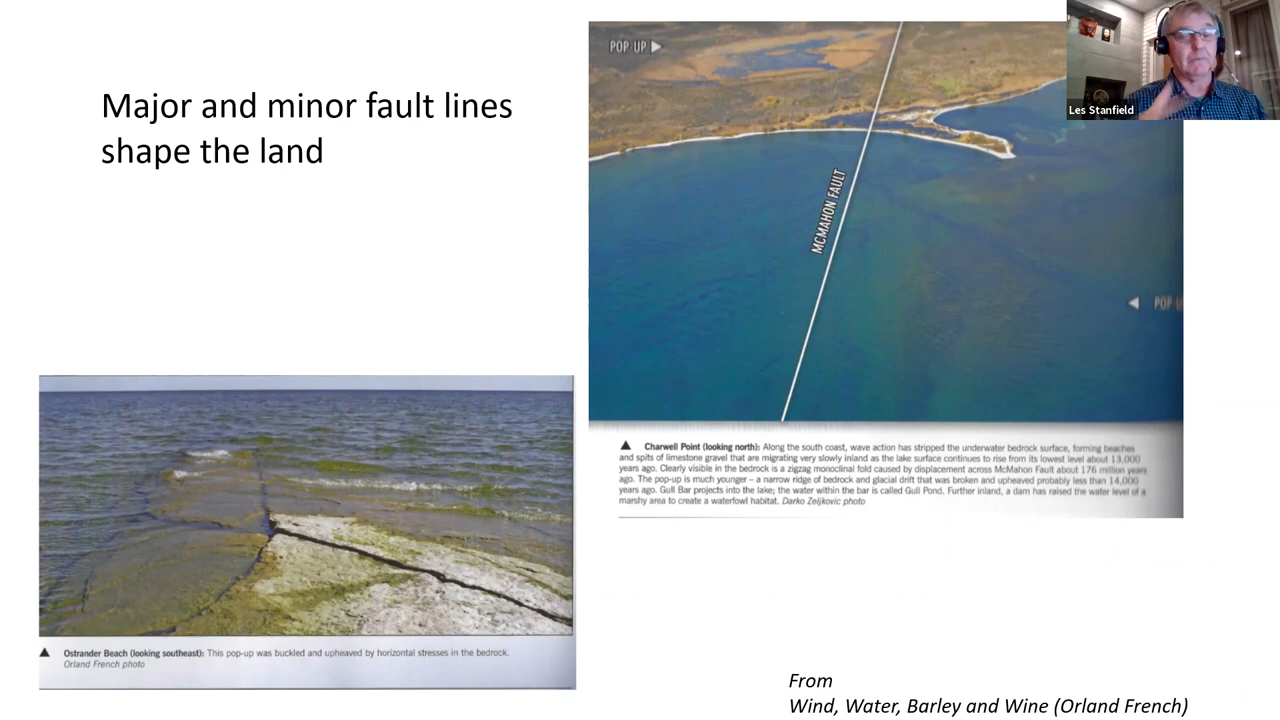 Major and minor fault lines
shape the land
POP UP
Les Stanfield
MCMAHON FAULT
POP U
Charwell Point (looking north): Along the south coast, wave action has stripped the underwater bedrock surface, forming beaches
and spits of limestone gravel that are migrating very slowly inland as the lake surface continues to rise from its lowest level about 13,000
years ago. Clearly visible in the bedrock is a zigzag monoclinal fold caused by displacement across McMahon Fault about 176 million years
ago. The pop-up is much younger – a narrow ridge of bedrock and glacial drift that was broken and upheaved probably less than 14,000
years ago. Gull Bar projects into the lake; the water within the bar is called Gull Pond. Further inland, a dam has raised the water level of a
marshy area to create a waterfowl habitat. Darko Zeljkovic photo
Ostrander Beach (looking southeast): This pop-up was buckled and upheaved by horizontal stresses in the bedrock.
Orland French photo
From
Wind, Water, Barley and Wine (Orland French)